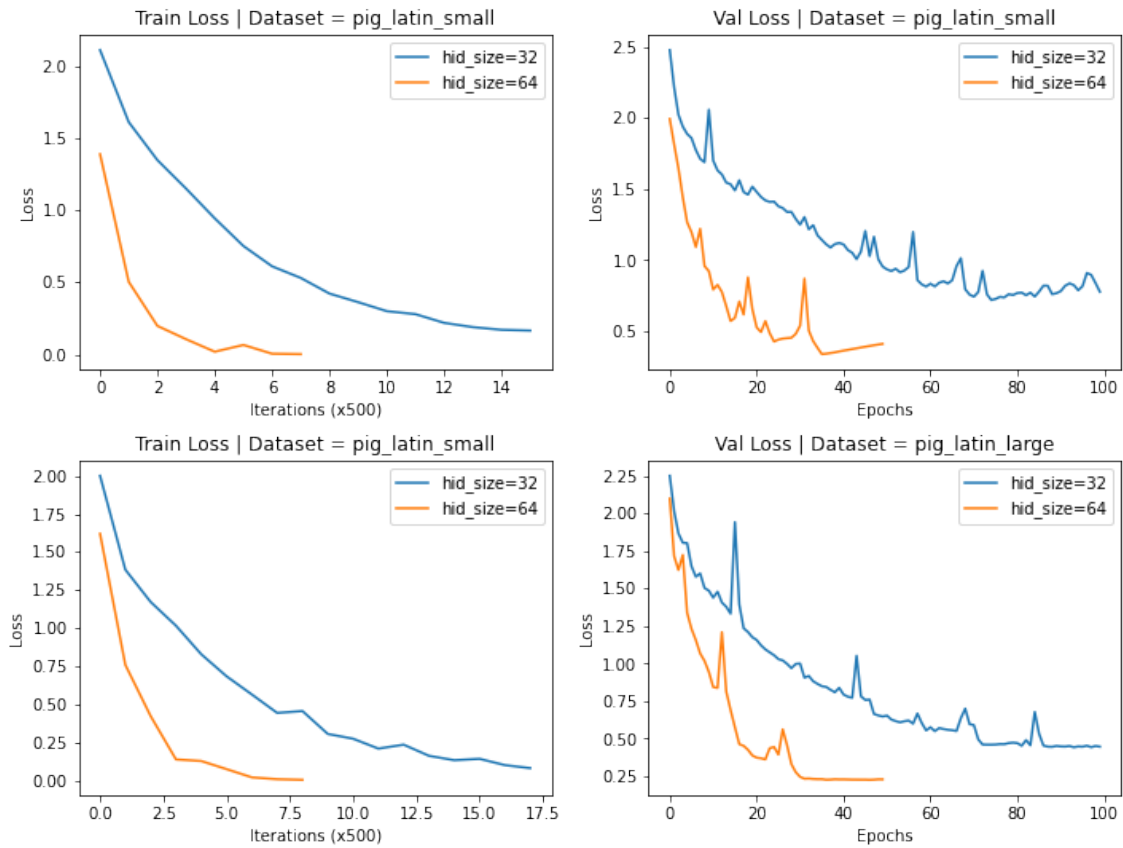 Train Loss | Dataset = pig_latin_small
hid_size=32
hid_size=64
2.0
1.5
1.0
0.5
0.0
Loss
0 2 4 6 8 10 12 14
Iterations (x500)
Val Loss | Dataset = pig_latin_small
hid_size=32
hid_size=64
2.5
2.0
1.5
1.0
0.5
Loss
0 20 40 60 80 100
Epochs
Train Loss | Dataset = pig_latin_small
hid_size=32
hid_size=64
2.00
1.75
1.50
1.25
1.00
0.75
0.50
0.25
0.00
Loss
0.0 2.5 5.0 7.5 10.0 12.5 15.0 17.5
Iterations (x500)
Val Loss | Dataset = pig_latin_large
hid_size=32
hid_size=64
2.25
2.00
1.75
1.50
1.25
1.00
0.75
0.50
0.25
Loss
0 20 40 60 80 100
Epochs